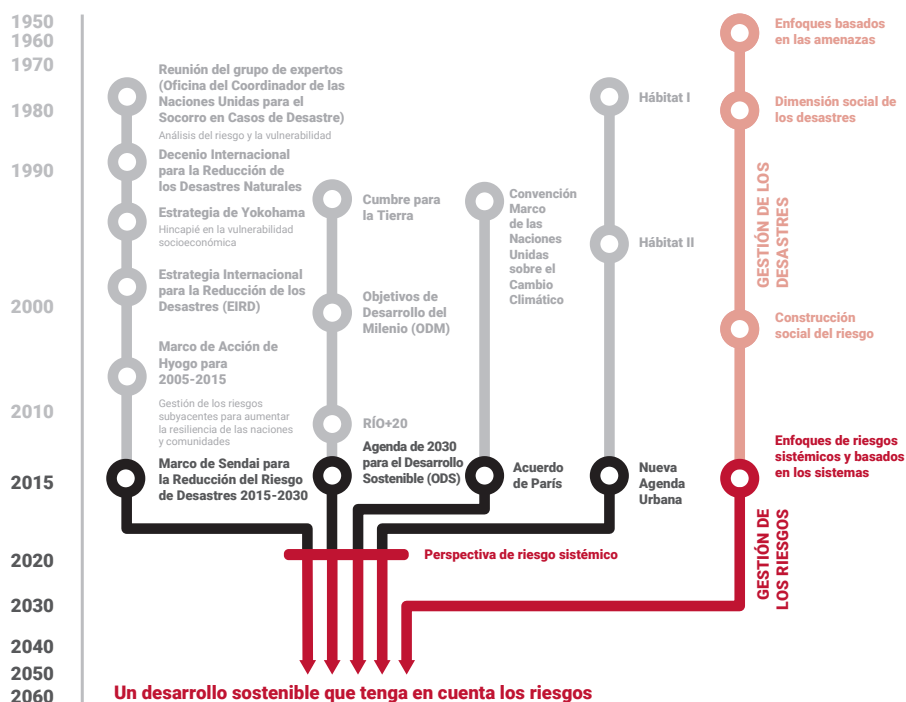 1950
1960
1970
1980
1990
2000
2010
2015
2020
2030
2040
2050
2060
Reunión del grupo de expertos
(Oficina del Coordinador de las
Naciones Unidas para el
Socorro en Casos de Desastre)
Análisis del riesgo y la vulnerabilidad
Decenio Internacional
para la Reducción de
los Desastres Naturales
Estrategia de Yokohama
Hincapié en la vulnerabilidad
socioeconómica
Estrategia Internacional
para la Reducción de los
Desastres (EIRD)
Marco de Acción de
Hyogo para
2005-2015
Gestión de los riesgos
subyacentes para aumentar
la resiliencia de las naciones
y comunidades
Marco de Sendai para
la Reducción del Riesgo
de Desastres 2015-2030
Cumbre para
la Tierra
Objetivos de
Desarrollo del
Milenio (ODM)
RÍO+20
Agenda de 2030
para el Desarrollo
Sostenible (ODS)
Convención
Marco
de las
Naciones
Unidas
sobre el
Cambio
Climático
Acuerdo
de París
Hábitat I
Hábitat II
Nueva
Agenda
Urbana
Enfoques basados
en las amenazas
Dimensión social de
los desastres
GESTIÓN DE LOS
DESASTRES
Construcción
social del riesgo
Enfoques de riesgos
sistémicos y basados
en los sistemas
GESTIÓN DE
LOS RIESGOS
Perspectiva de riesgo sistémico
Un desarrollo sostenible que tenga en cuenta los riesgos